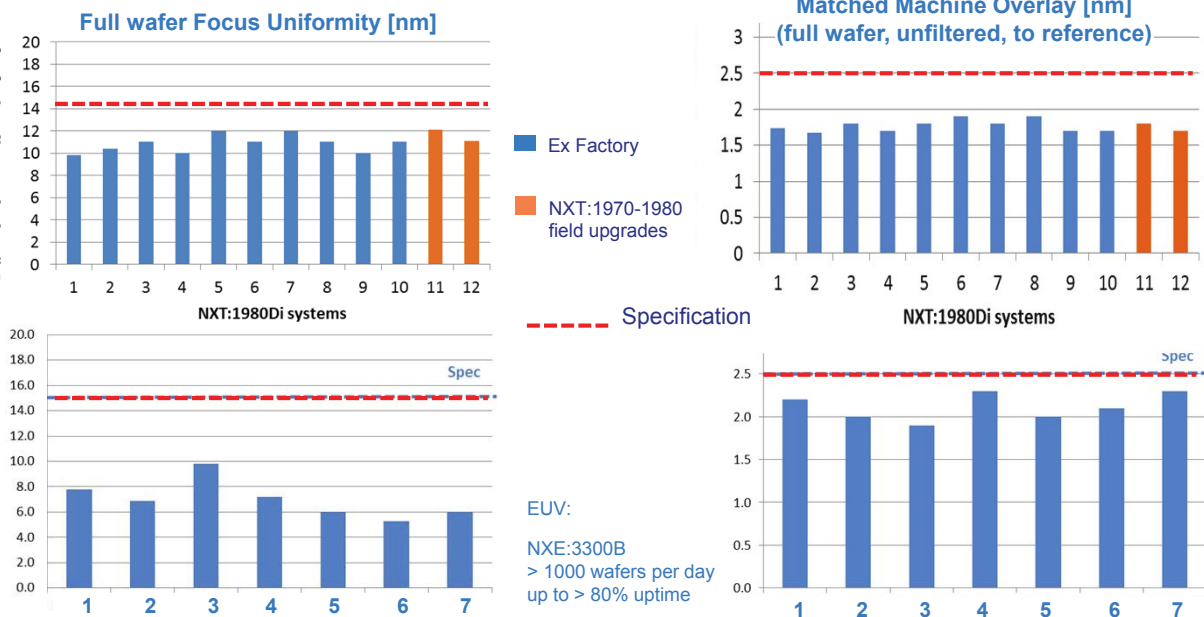 Full wafer Focus Uniformity [nm]
20
18
16
14
12
10
8
6
4
2
0
1 2 3 4 5 6 7 8 9 10 11 12
NXT:1980Di systems
Ex Factory
NXT:1970-1980
field upgrades
Specification
Matched Machine Overlay [nm]
(full wafer, unfiltered, to reference)
3
2.5
2
1.5
1
0.5
0
1 2 3 4 5 6 7 8 9 10 11 12
NXT:1980Di systems
20.0
18.0
16.0
14.0
12.0
10.0
8.0
6.0
4.0
2.0
0.0
Spec
1 2 3 4 5 6 7
EUV:
NXE:3300B
> 1000 wafers per day
up to > 80% uptime
Spec
2.5
2.0
1.5
1.0
0.5
0.0
1 2 3 4 5 6 7